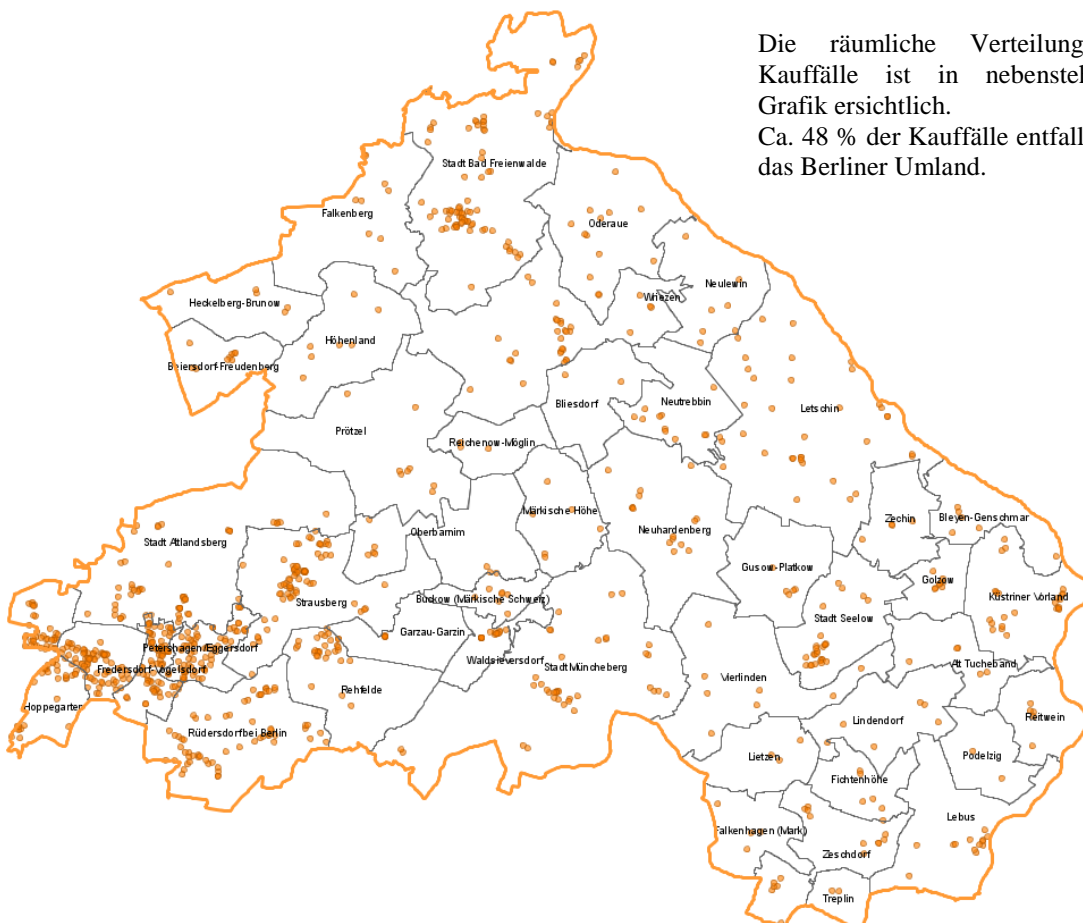 Die räumliche Verteilung
Kauffälle ist in nebenstel
Grafik ersichtlich.
Ca. 48 % der Kauffälle entfall
das Berliner Umland.
Stadt Bad Freienwalde
Falkenberg
Oderaue
Neulewin
Wriezen
Heckelberg-Brunow
Höhenland
Beiersdorf-Freudenberg
Bliesdorf
Neutrebbin
Letschin
Prötzel
Reichenow-Möglin
Märkische Höhe
Neuhardenberg
Zechin
Bleyen-Genschmar
Stadt Altlandsberg
Oberbarnim
Gusow-Platkow
Golzow
Küstriner Vorland
Strausberg
Buckow (Märkische Schweiz)
Stadt Seelow
Garzau-Garzin
Petershagen/Eggersdorf
Waldsieversdorf
Stadt Müncheberg
Alt Tucheband
Fredersdorf-Vogelsdorf
Vierlinden
Rehfelde
Hoppegarten
Lindendorf
Reitwein
Rüdersdorf bei Berlin
Lietzen
Podelzig
Fichtenhöhe
Lebus
Falkenhagen (Mark)
Zeschdorf
Treplin